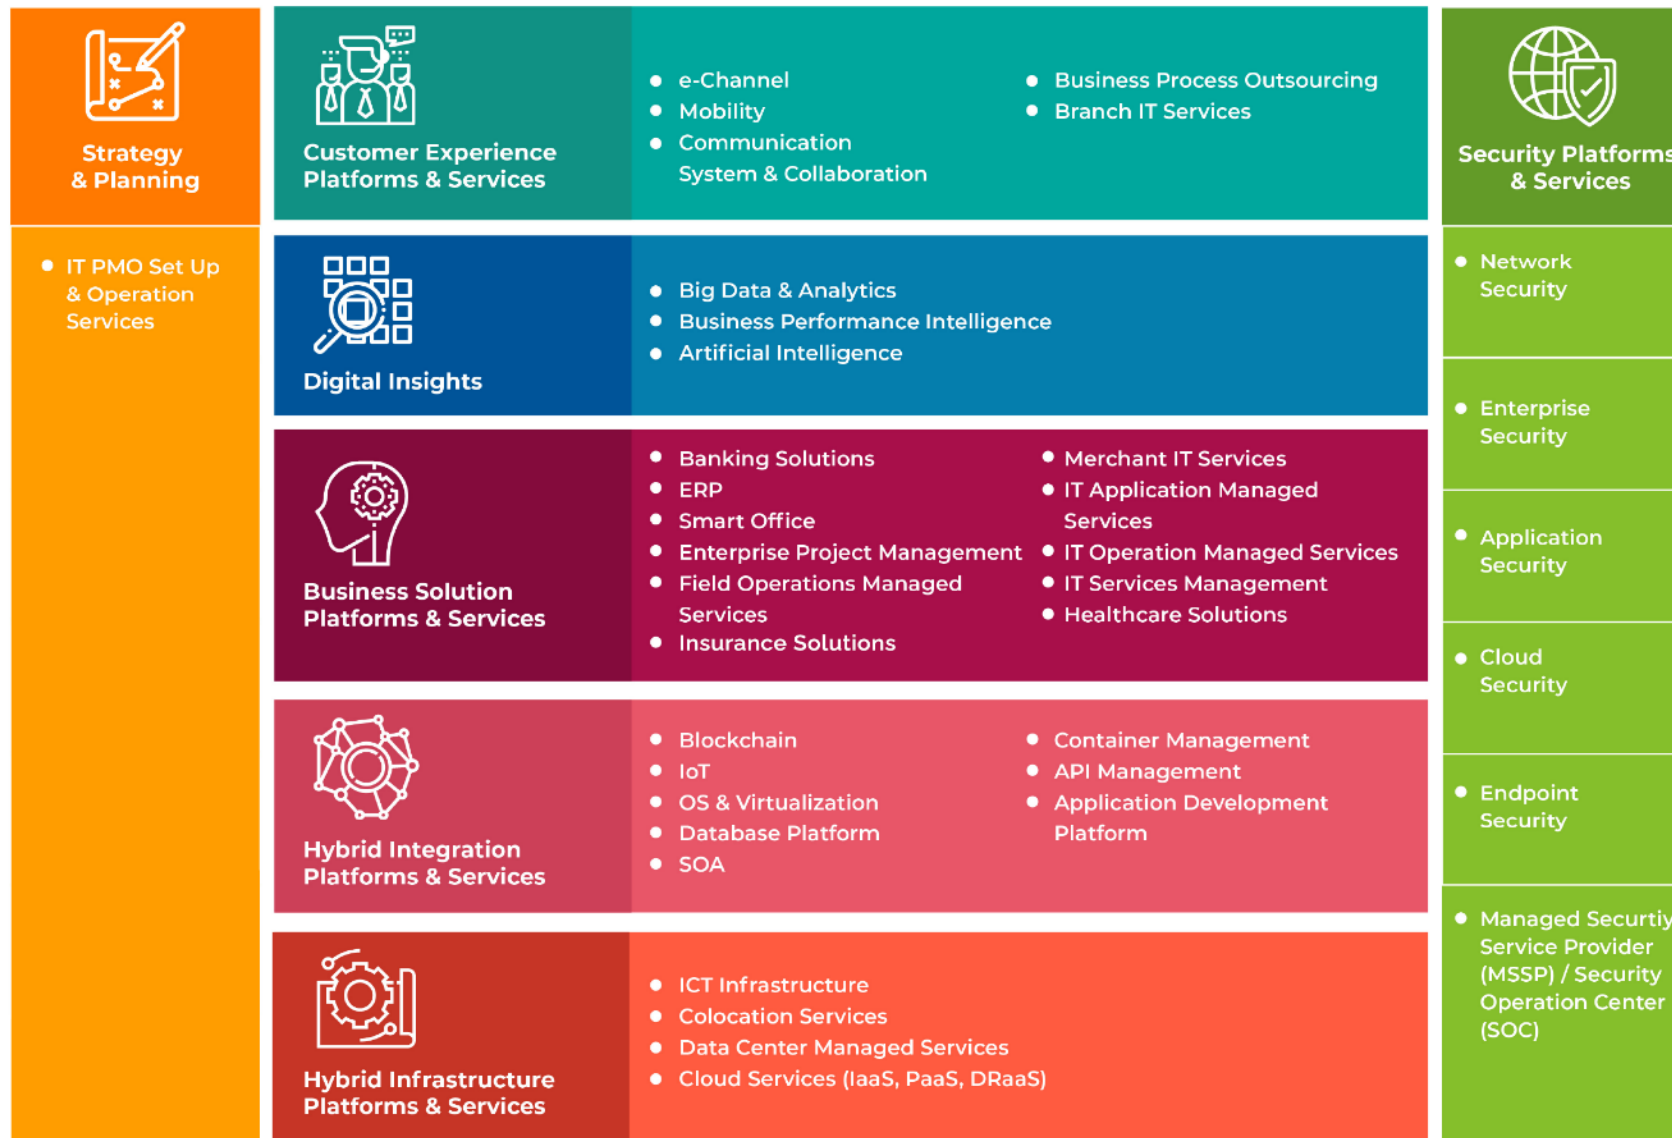 Strategy
& Planning
• IT PMO Set Up
& Operation
Services
Customer Experience
Platforms & Services
• e-Channel
• Mobility
• Communication
System & Collaboration
• Business Process Outsourcing
• Branch IT Services
Digital Insights
• Big Data & Analytics
• Business Performance Intelligence
• Artificial Intelligence
Business Solution
Platforms & Services
• Banking Solutions
• ERP
• Smart Office
• Enterprise Project Management
• Field Operations Managed
Services
• Insurance Solutions
• Merchant IT Services
• IT Application Managed
Services
• IT Operation Managed Services
• IT Services Management
• Healthcare Solutions
Hybrid Integration
Platforms & Services
• Blockchain
• IoT
• OS & Virtualization
• Database Platform
• SOA
• Container Management
• API Management
• Application Development
Platform
Hybrid Infrastructure
Platforms & Services
• ICT Infrastructure
• Colocation Services
• Data Center Managed Services
• Cloud Services (IaaS, PaaS, DRaaS)
Security Platforms
& Services
• Network
Security
• Enterprise
Security
• Application
Security
• Cloud
Security
• Endpoint
Security
• Managed Securtiy
Service Provider
(MSSP) / Security
Operation Center
(SOC)